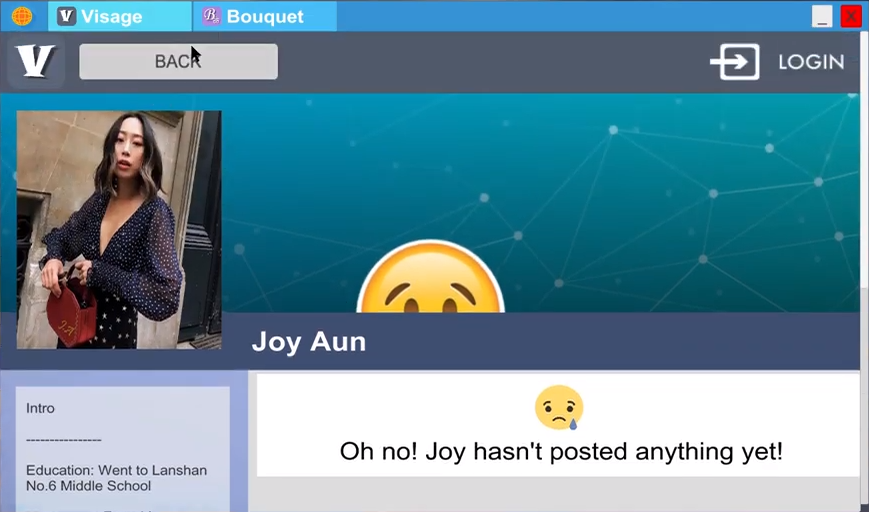 Visage
Bouquet
BACK
LOGIN
Joy Aun
Intro
----------------
Education: Went to Lanshan
No.6 Middle School
Oh no! Joy hasn't posted anything yet!